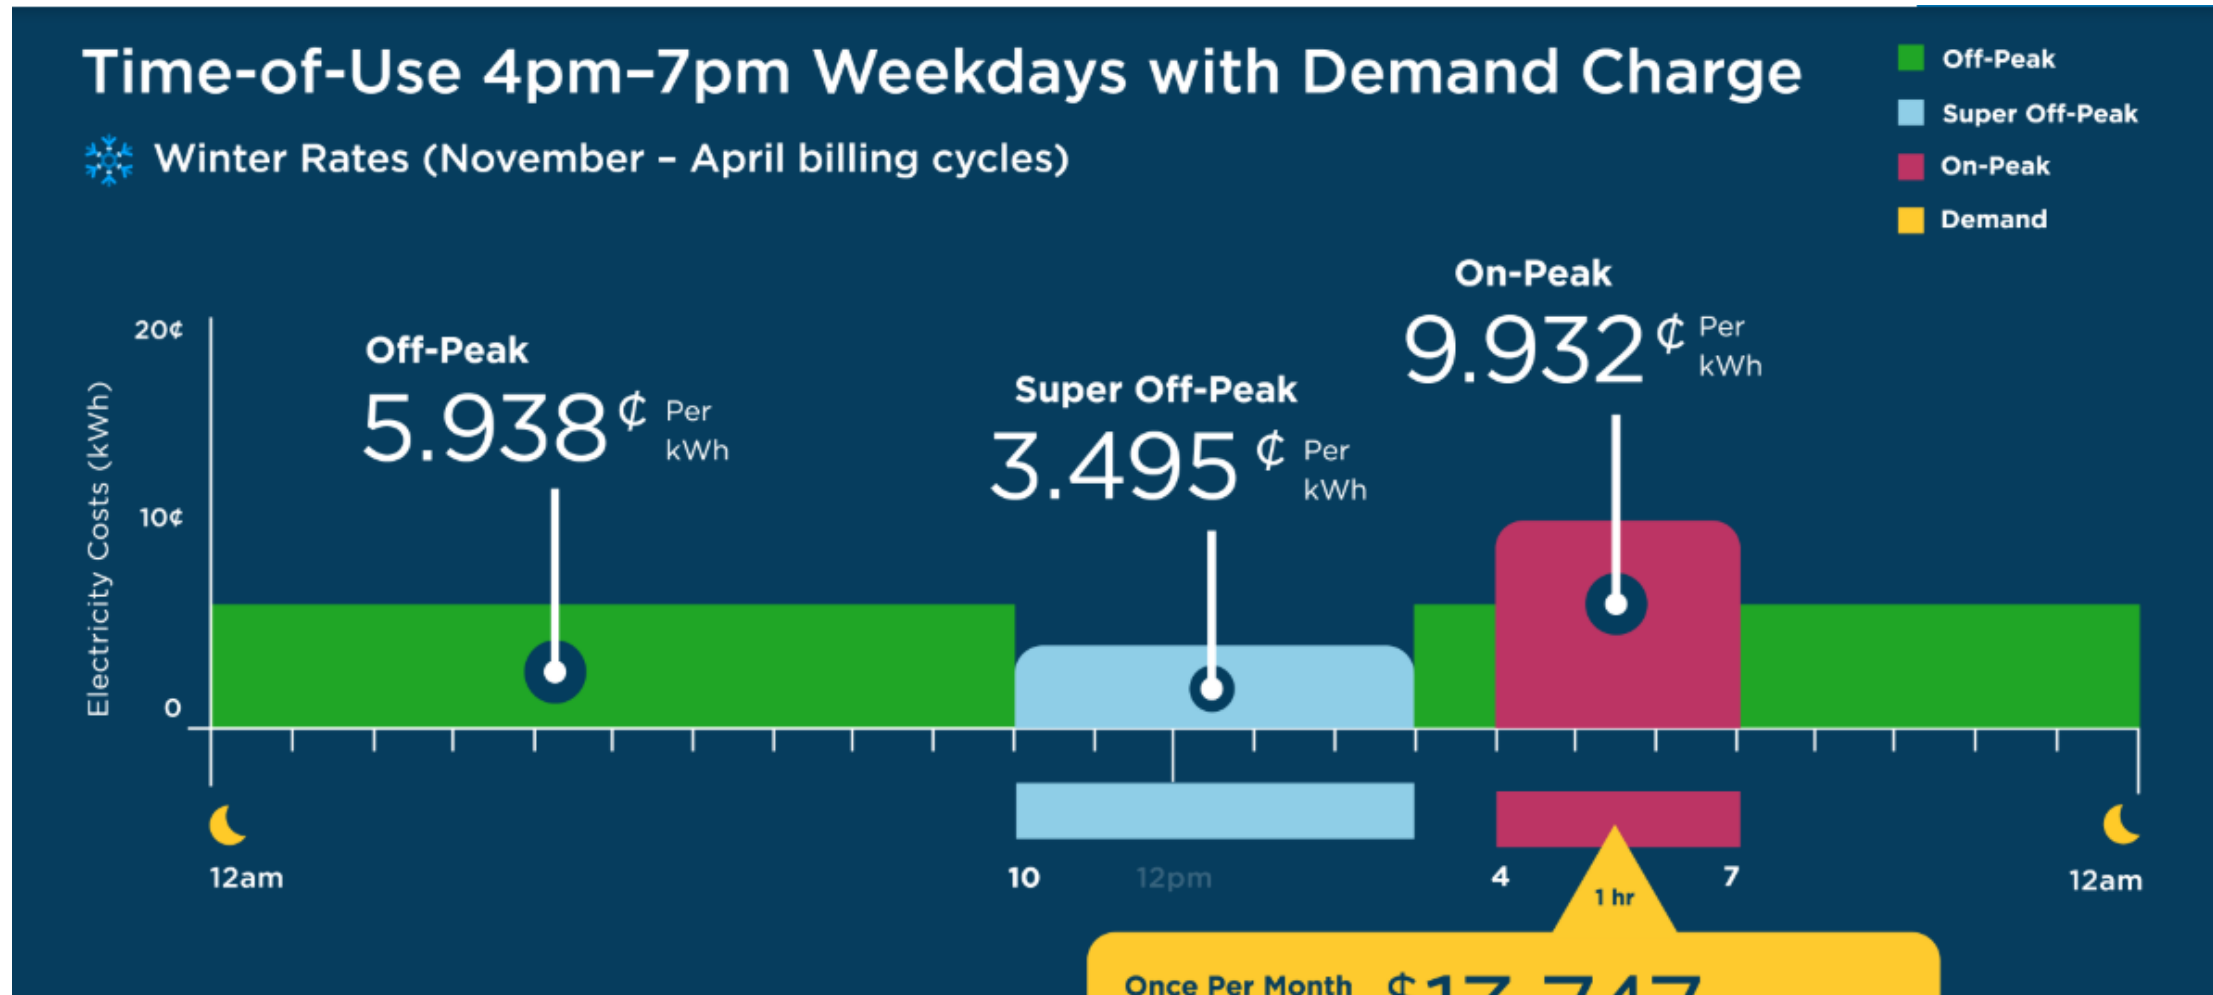 Time-of-Use 4pm–7pm Weekdays with Demand Charge
Winter Rates (November – April billing cycles)
Off-Peak
Super Off-Peak
On-Peak
Demand
Electricity Costs (kWh)
20¢
10¢
0
Off-Peak
5.938¢ Per kWh
Super Off-Peak
3.495¢ Per kWh
On-Peak
9.932¢ Per kWh
12am
10
12pm
4
7
12am
1 hr
Once Per Month